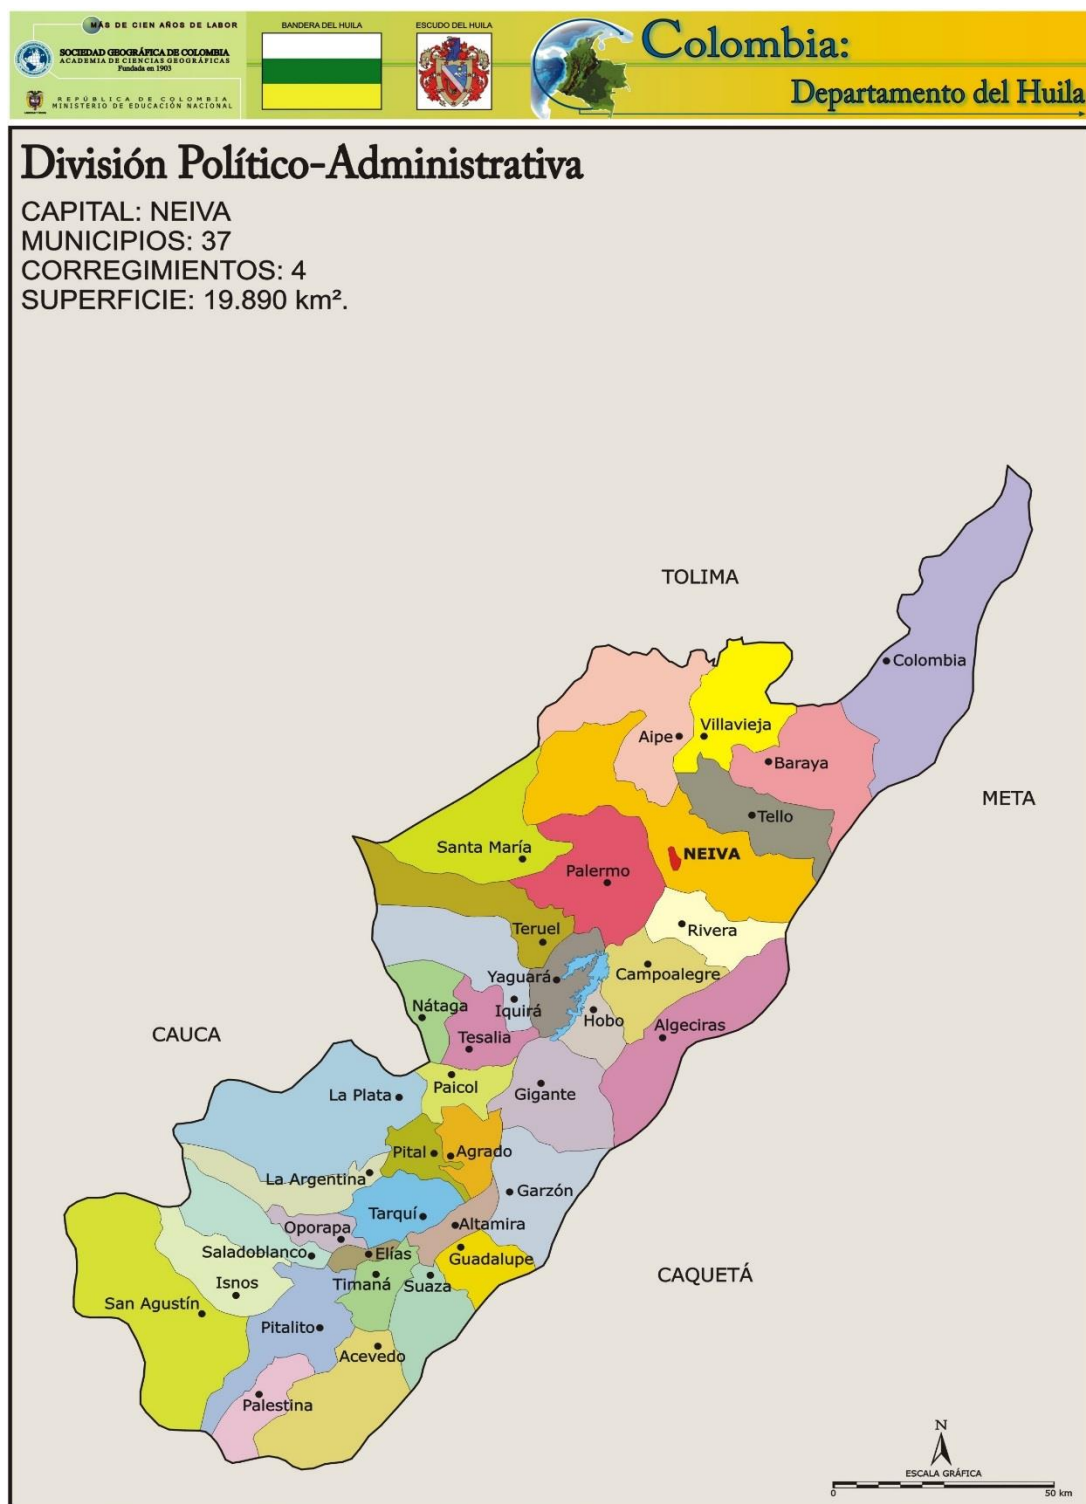 MÁS DE CIEN AÑOS DE LABOR
SOCIEDAD GEOGRÁFICA DE COLOMBIA
ACADEMIA DE CIENCIAS GEOGRÁFICAS
Fundada en 1903
REPÚBLICA DE COLOMBIA
MINISTERIO DE EDUCACIÓN NACIONAL
BANDERA DEL HUILA
ESCUDO DEL HUILA
Colombia:
Departamento del Huila
División Político-Administrativa
CAPITAL: NEIVA
MUNICIPIOS: 37
CORREGIMIENTOS: 4
SUPERFICIE: 19.890 km².
TOLIMA
Colombia
Villavieja
Aipe
Baraya
META
Tello
Santa María
NEIVA
Palermo
Teruel
Rivera
Yaguará
Campoalegre
Nátaga
Iquirá
Hobo
Algeciras
CAUCA
Tesalia
Paicol
La Plata
Gigante
Pital
Agrado
La Argentina
Garzón
Tarquí
Oporapa
Altamira
Saladoblanco
Elías
Guadalupe
Isnos
Timaná
Suaza
CAQUETÁ
San Agustín
Pitalito
Acevedo
Palestina
N
ESCALA GRÁFICA
0
50 km